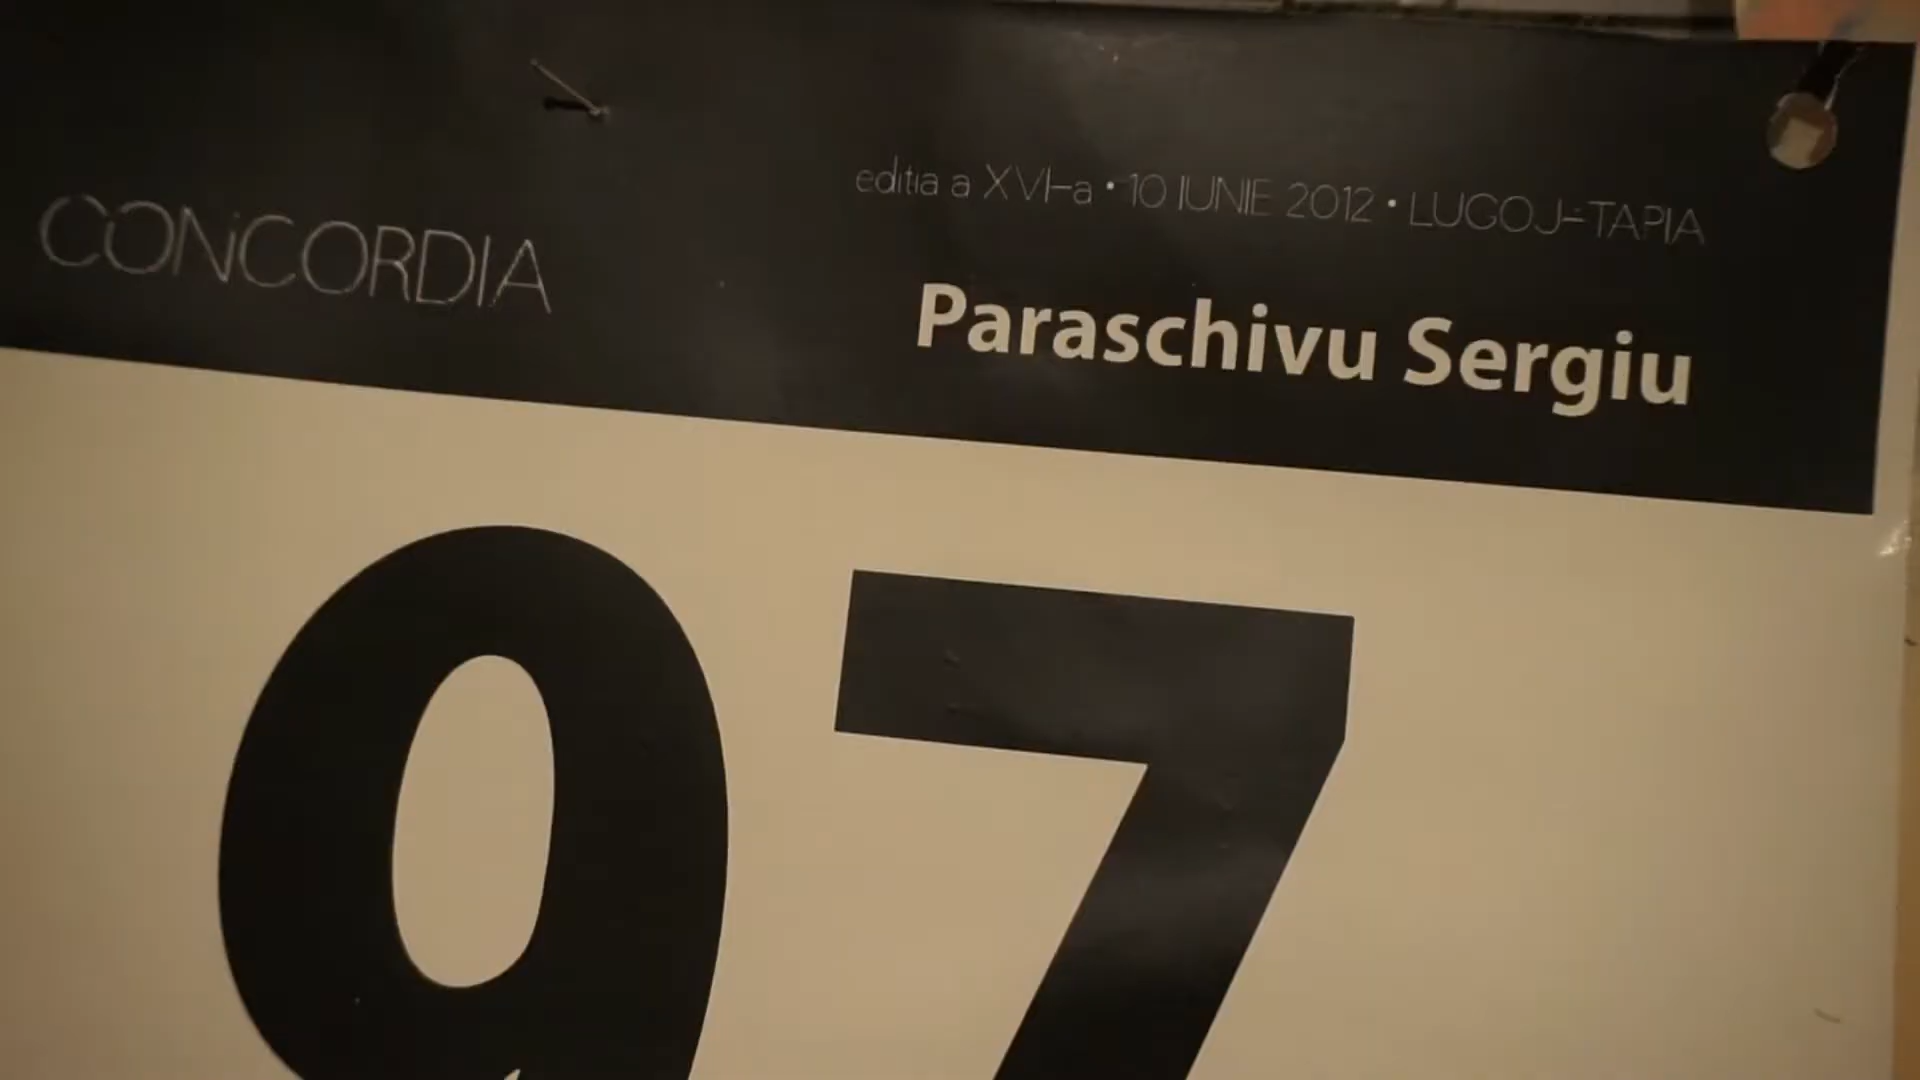 editia a XVI-a • 10 IUNIE 2012 • LUGOJ-TAPIA
CONCORDIA
Paraschivu Sergiu
97